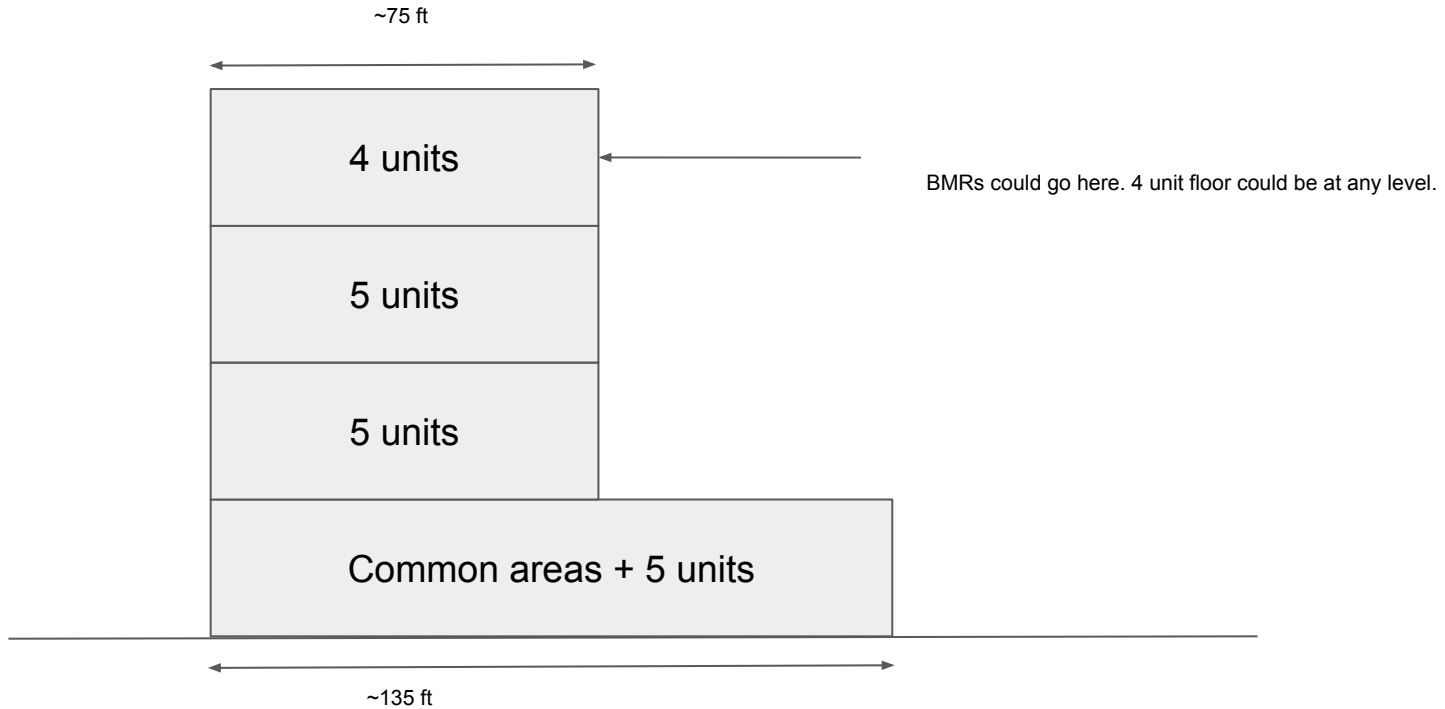 ~75 ft
4 units
BMRs could go here. 4 unit floor could be at any level.
5 units
5 units
Common areas + 5 units
~135 ft